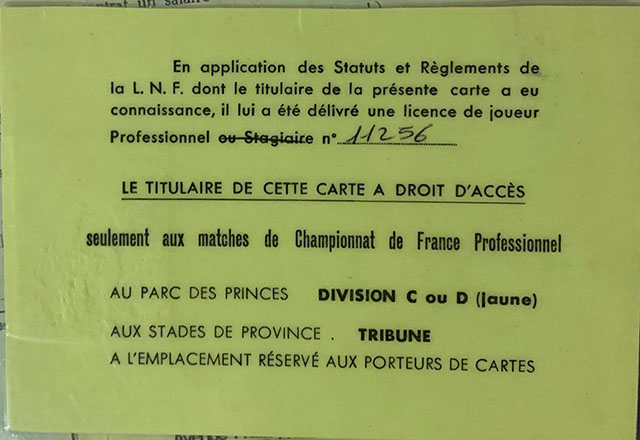 En application des Statuts et Règlements de
la L. N. F. dont le titulaire de la présente carte a eu
connaissance, il lui a été délivré une licence de joueur
Professionnel ou Stagiaire n° 11256
LE TITULAIRE DE CETTE CARTE A DROIT D'ACCÈS
seulement aux matches de Championnat de France Professionnel
AU PARC DES PRINCES DIVISION C ou D (jaune)
AUX STADES DE PROVINCE . TRIBUNE
A L'EMPLACEMENT RÉSERVÉ AUX PORTEURS DE CARTES